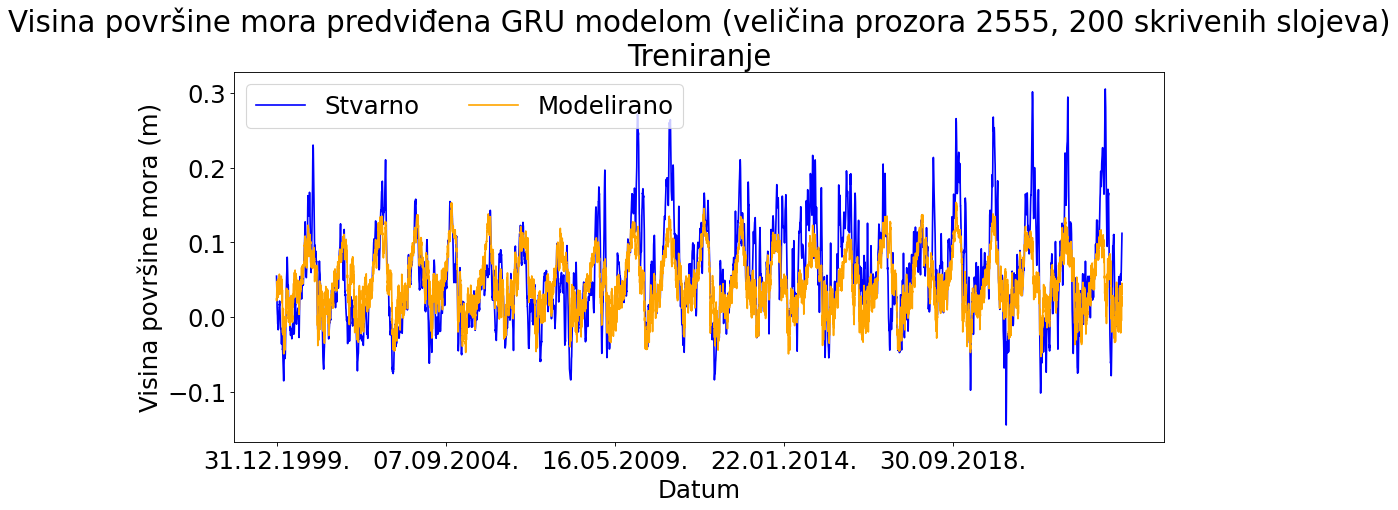 Visina površine mora predviđena GRU modelom (veličina prozora 2555, 200 skrivenih slojeva)
Treniranje
Stvarno Modelirano
Visina površine mora (m)
0.3
0.2
0.1
0.0
−0.1
31.12.1999. 07.09.2004. 16.05.2009. 22.01.2014. 30.09.2018.
Datum